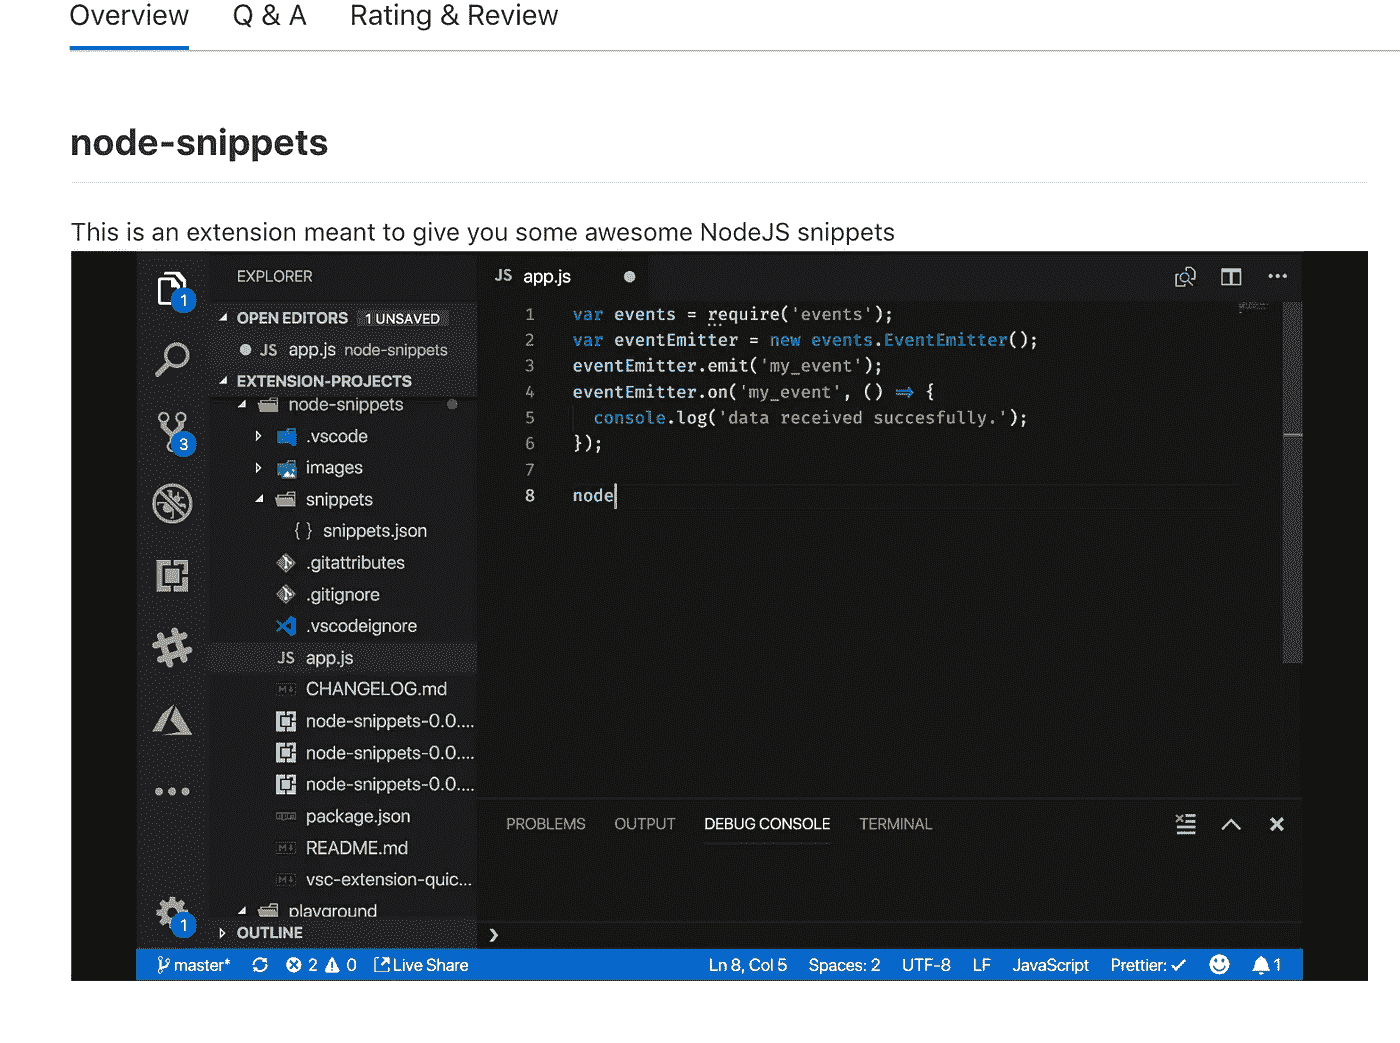 Overview Q & A Rating & Review
node-snippets
This is an extension meant to give you some awesome NodeJS snippets
EXPLORER
OPEN EDITORS 1 UNSAVED
JS app.js node-snippets
EXTENSION-PROJECTS
node-snippets
.vscode
images
snippets
{ } snippets.json
.gitattributes
.gitignore
.vscodeignore
JS app.js
CHANGELOG.md
node-snippets-0.0....
node-snippets-0.0....
node-snippets-0.0....
package.json
README.md
vsc-extension-quic...
playground
OUTLINE
1
3
1
JS app.js
1 var events = require('events');
2 var eventEmitter = new events.EventEmitter();
3 eventEmitter.emit('my_event');
4 eventEmitter.on('my_event', () ⇒ {
5 console.log('data received succesfully.');
6 });
7
8 node
PROBLEMS OUTPUT DEBUG CONSOLE TERMINAL
master* 2 0 Live Share Ln 8, Col 5 Spaces: 2 UTF-8 LF JavaScript Prettier: ✓ 1